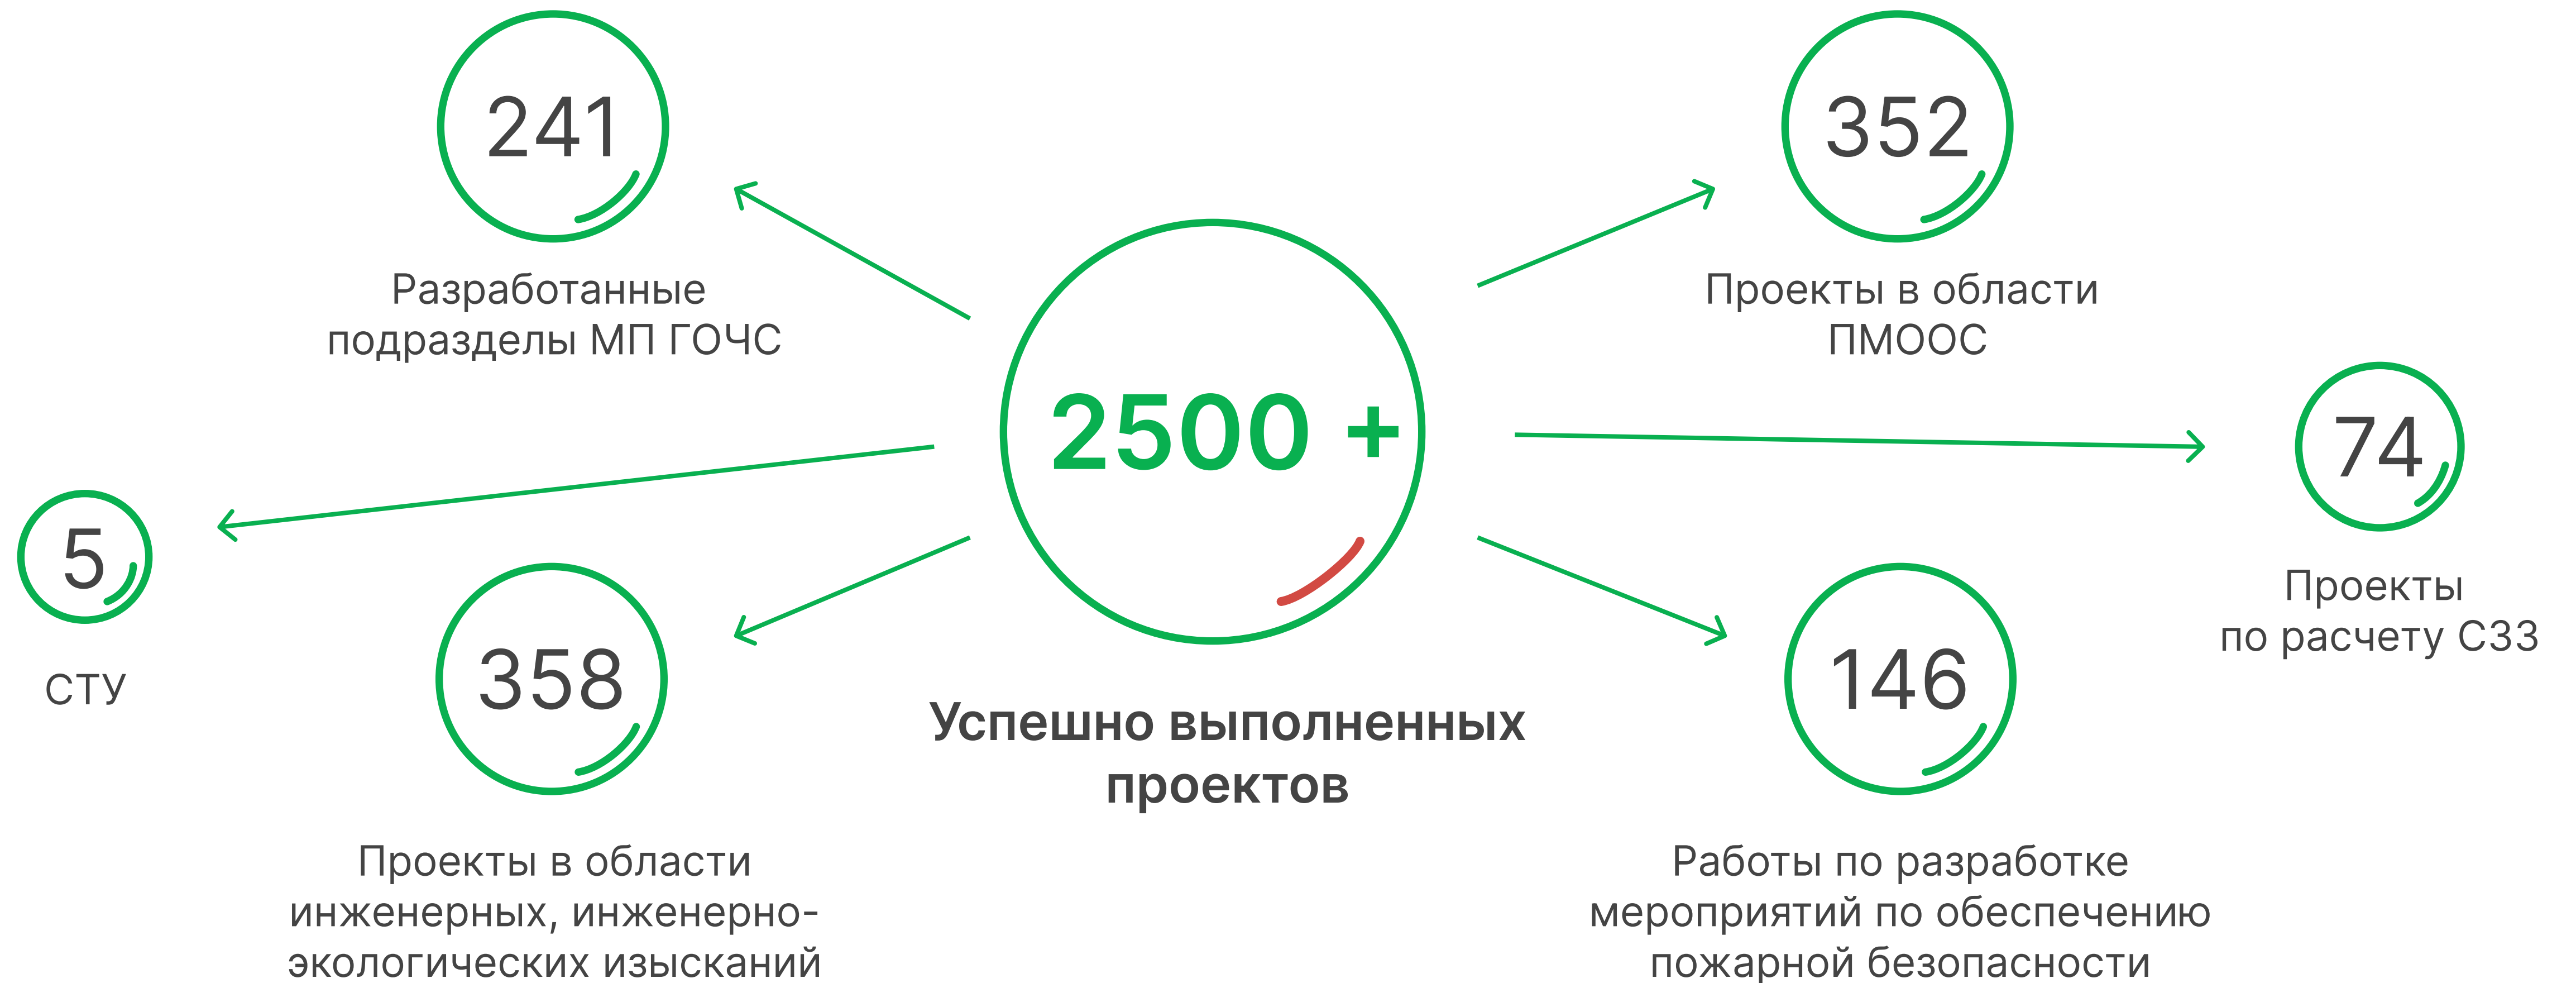 241
Разработанные
подразделы МП ГОЧС
352
Проекты в области
ПМООС
2500 +
Успешно выполненных
проектов
74
Проекты
по расчету СЗЗ
5
СТУ
358
Проекты в области
инженерных, инженерно-
экологических изысканий
146
Работы по разработке
мероприятий по обеспечению
пожарной безопасности